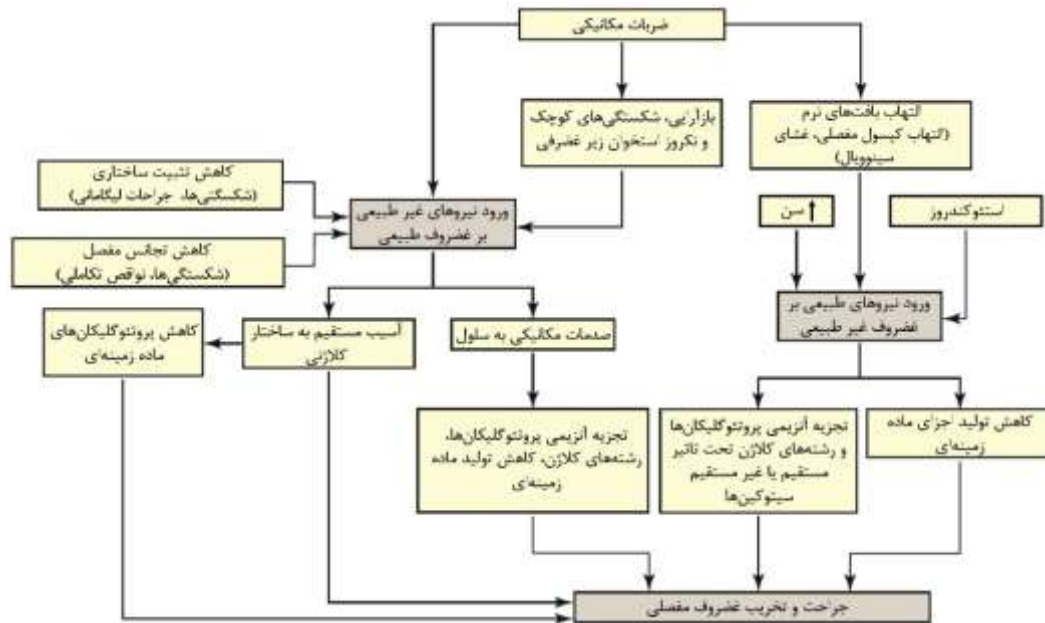 ضربات مکانیکی
التهاب بافت‌های نرم
(التهاب کپسول مفصلی، غشای
سینوویال)
بازآرایی، شکستگی‌های کوچک
و نکروز استخوان زیر غضرفی
کاهش تثبیت ساختاری
(شکستگی‌ها، جراحات لیگامانی)
استئوکندروز
↑ سن
ورود نیروهای غیر طبیعی
بر غضروف طبیعی
کاهش تجانس مفصل
(شکستگی‌ها، نواقص تکاملی)
ورود نیروهای طبیعی بر
غضروف غیر طبیعی
صدمات مکانیکی به سلول
آسیب مستقیم به ساختار
کلاژنی
کاهش پروتئوگلیکان‌های
ماده زمینه‌ای
کاهش تولید اجزای ماده
زمینه‌ای
تجزیه آنزیمی پروتئوگلیکان‌ها
و رشته‌های کلاژن تحت تاثیر
مستقیم یا غیر مستقیم
سیتوکین‌ها
تجزیه آنزیمی پروتئوگلیکان‌ها،
رشته‌های کلاژن، کاهش تولید ماده
زمینه‌ای
جراحت و تخریب غضروف مفصلی